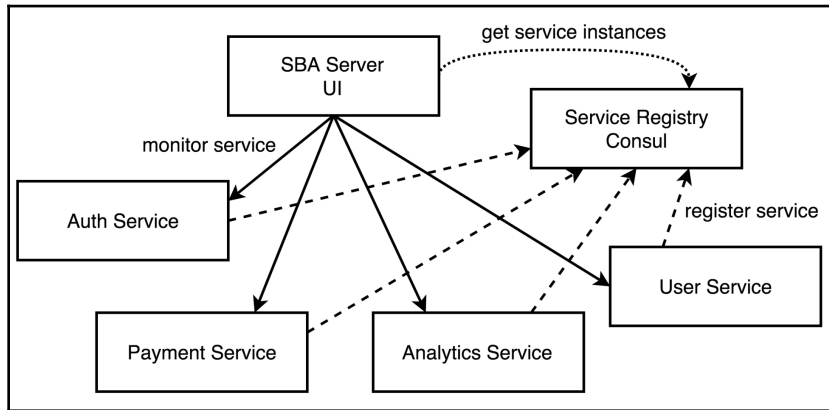 get service instances
SBA Server
UI
Service Registry
Consul
monitor service
Auth Service
register service
User Service
Payment Service
Analytics Service